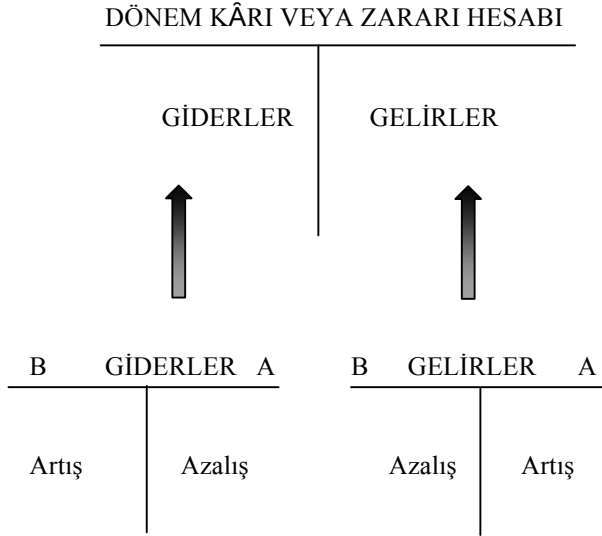 DÖNEM KÂRI VEYA ZARARI HESABI
GİDERLER GELİRLER
B GİDERLER A B GELİRLER A
Artış Azalış Azalış Artış